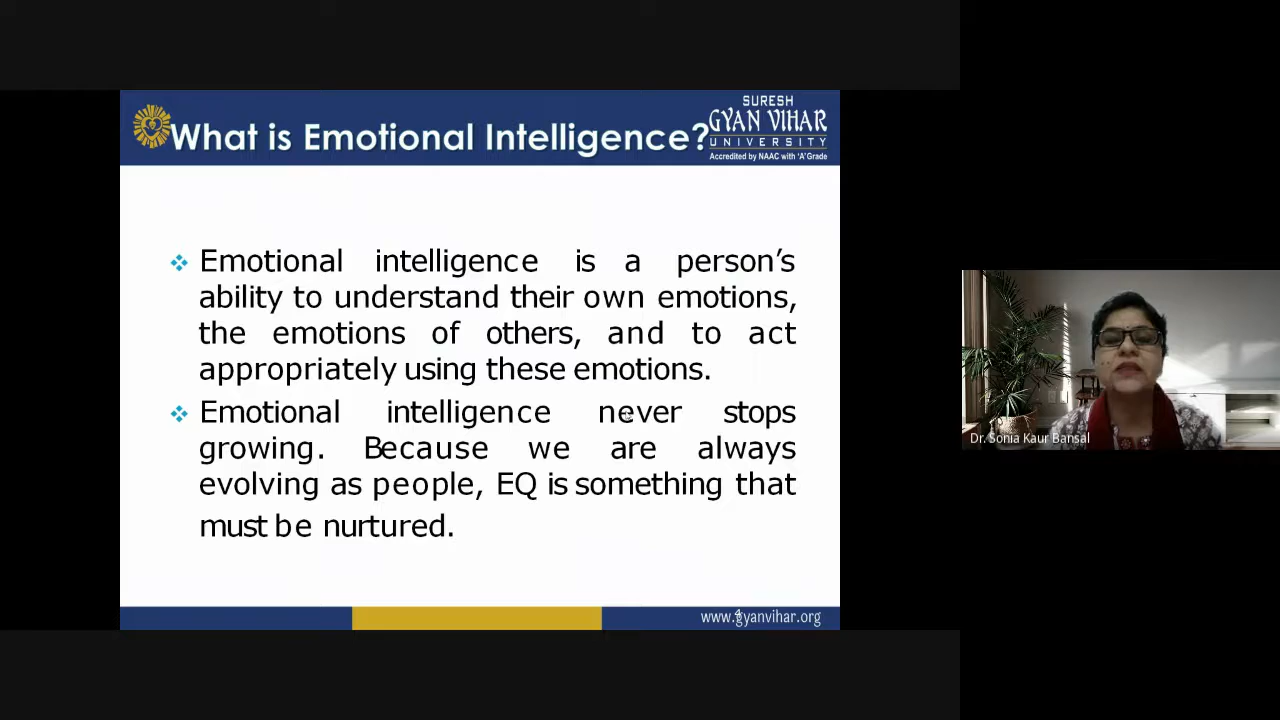 What is Emotional Intelligence?
SURESH
GYAN VIHAR
UNIVERSITY
Accredited by NAAC with 'A' Grade
Emotional intelligence is a person's
ability to understand their own emotions,
the emotions of others, and to act
appropriately using these emotions.
Emotional intelligence never stops
growing. Because we are always
evolving as people, EQ is something that
must be nurtured.
www.gyanvihar.org
4
Dr. Sonia Kaur Bansal